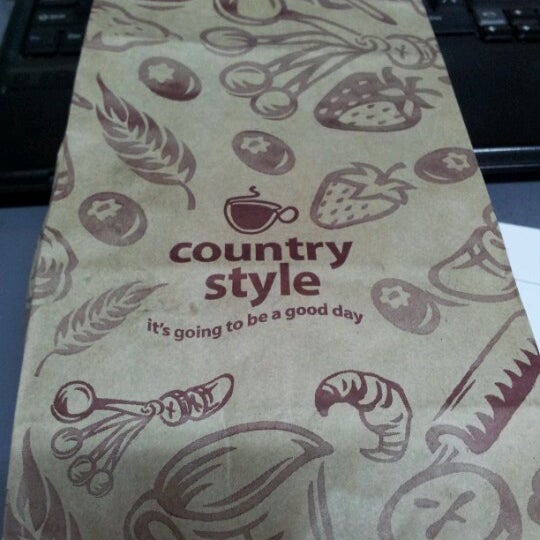 country
style
it's going to be a good day